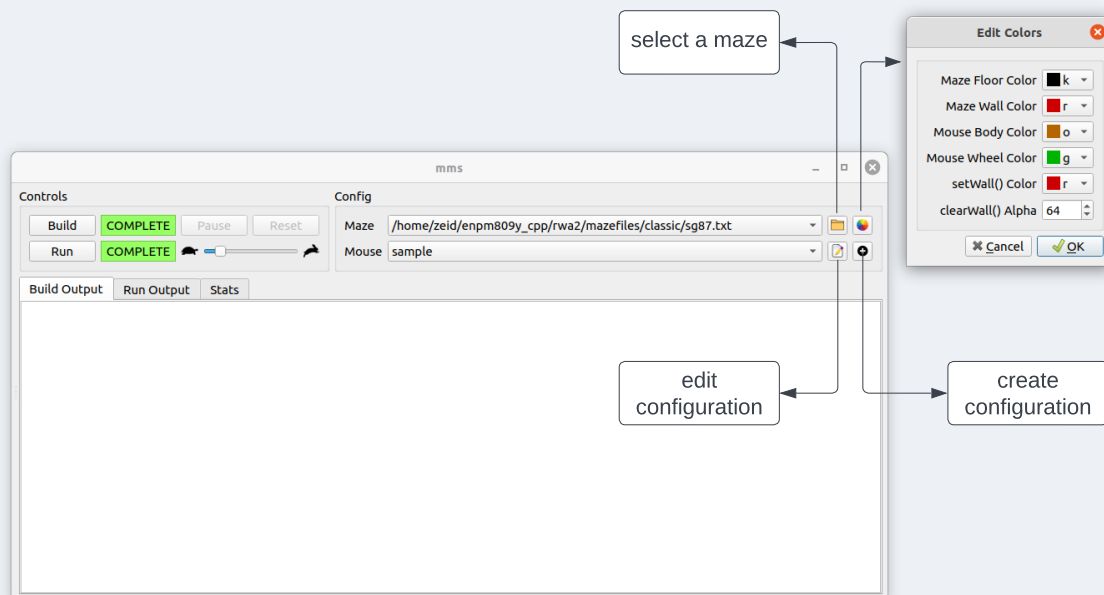 select a maze
Edit Colors
Maze Floor Color k
Maze Wall Color r
Mouse Body Color o
Mouse Wheel Color g
setWall() Color r
clearWall() Alpha 64
Cancel OK
mms
Controls Config
Build COMPLETE Pause Reset Maze /home/zeid/enpm809y_cpp/rwa2/mazefiles/classic/sg87.txt
Run COMPLETE Mouse sample
Build Output Run Output Stats
edit
configuration
create
configuration